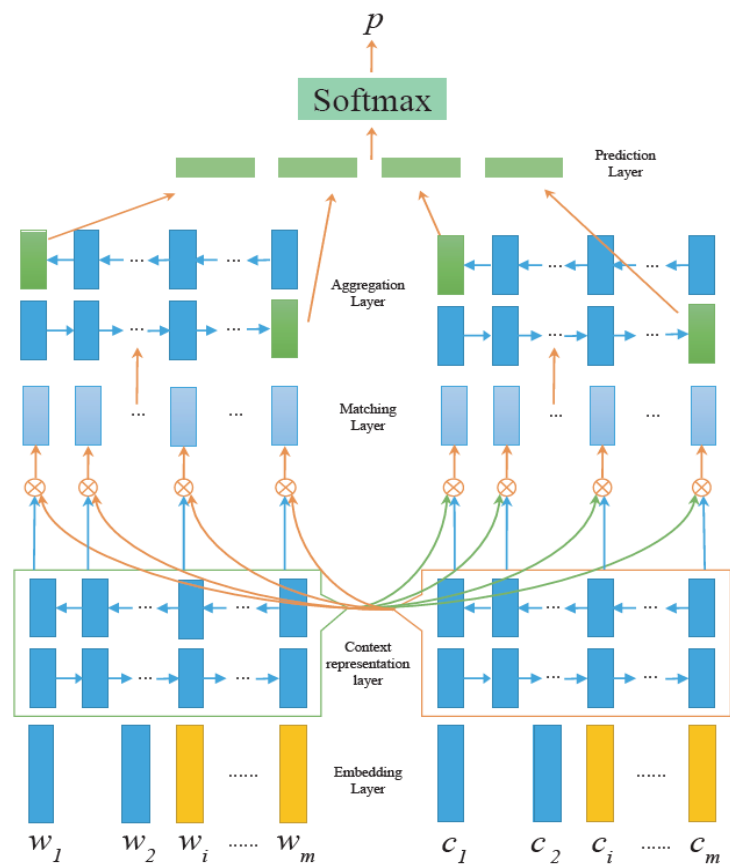 p
Softmax
Prediction
Layer
... ... ... ...
Aggregation
Layer
... ... ... ...
Matching
Layer
... ... ... ...
... ... ... ...
Context
representation
layer
... ... ... ...
Embedding
Layer
...... ......
w₁ w₂ wᵢ ...... wₘ c₁ c₂ cᵢ ...... cₘ